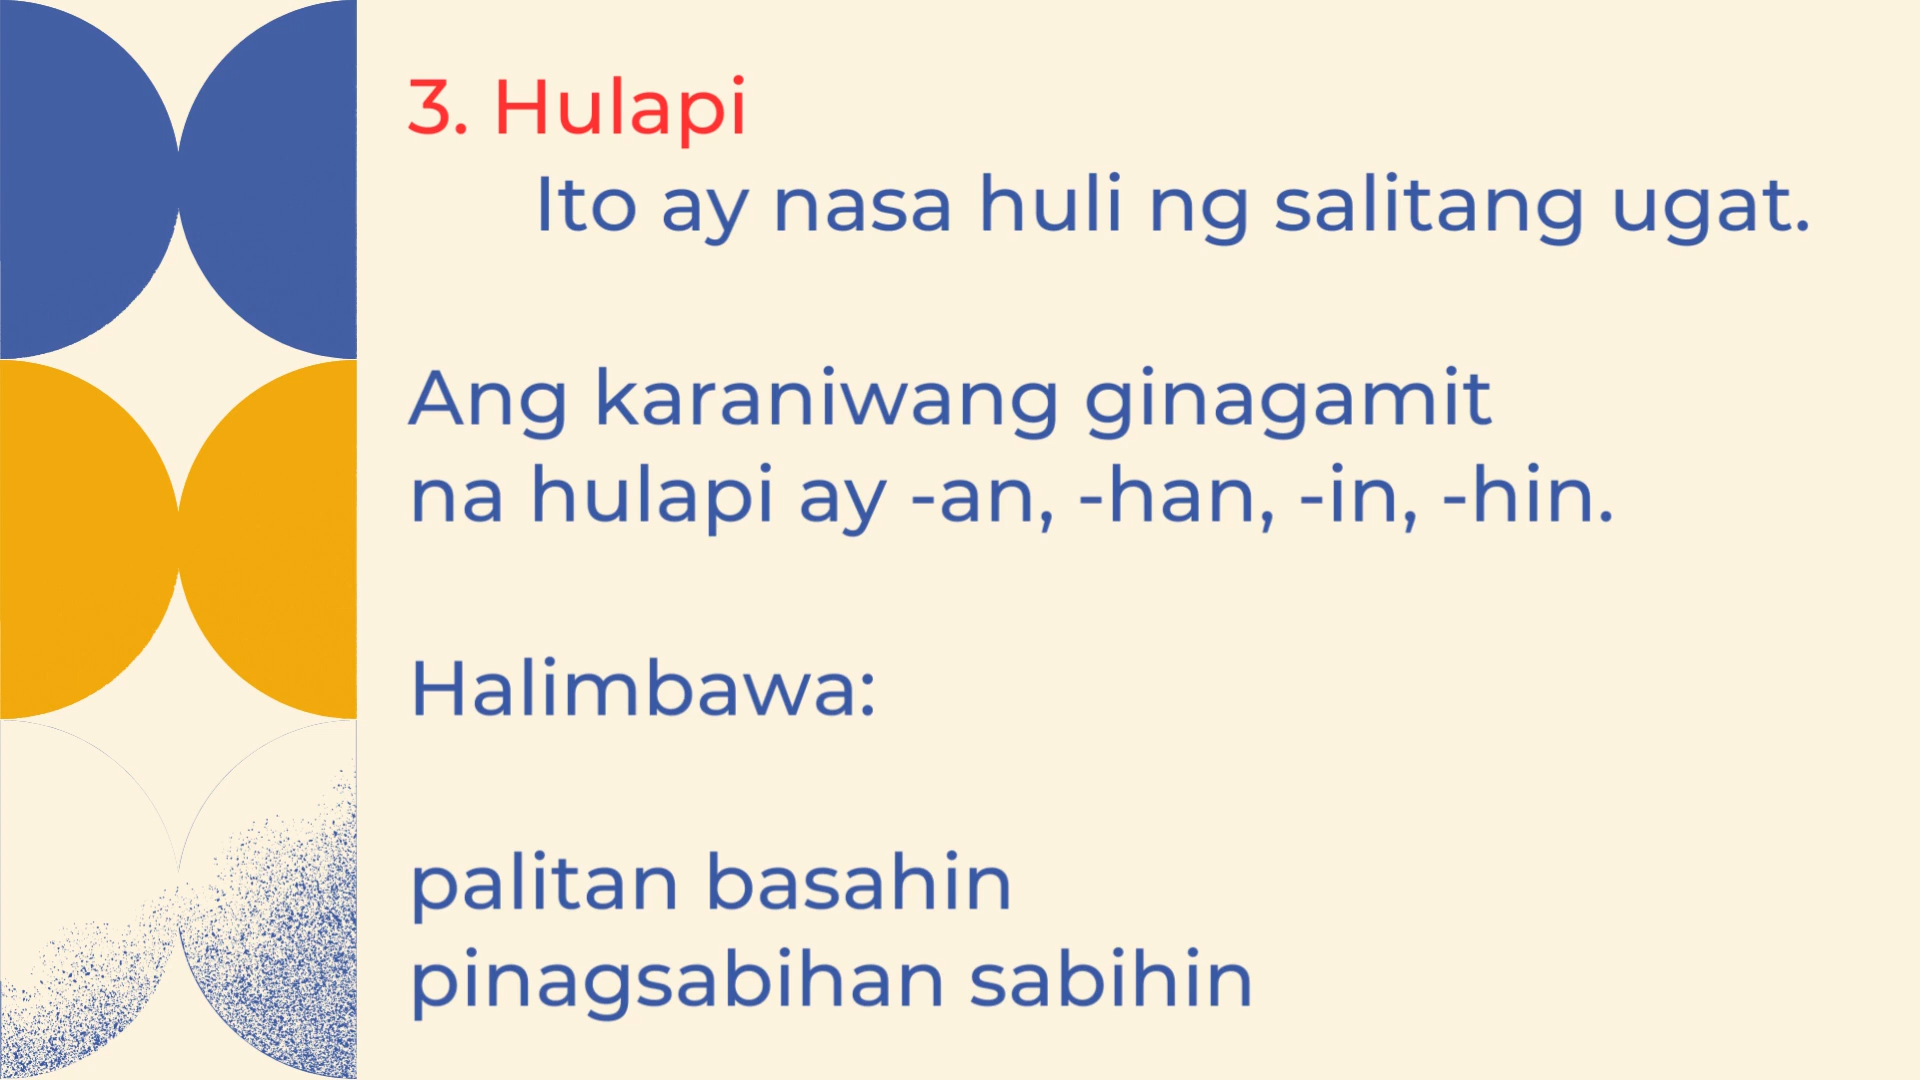 3. Hulapi
Ito ay nasa huli ng salitang ugat.
Ang karaniwang ginagamit
na hulapi ay -an, -han, -in, -hin.
Halimbawa:
palitan basahin
pinagsabihan sabihin